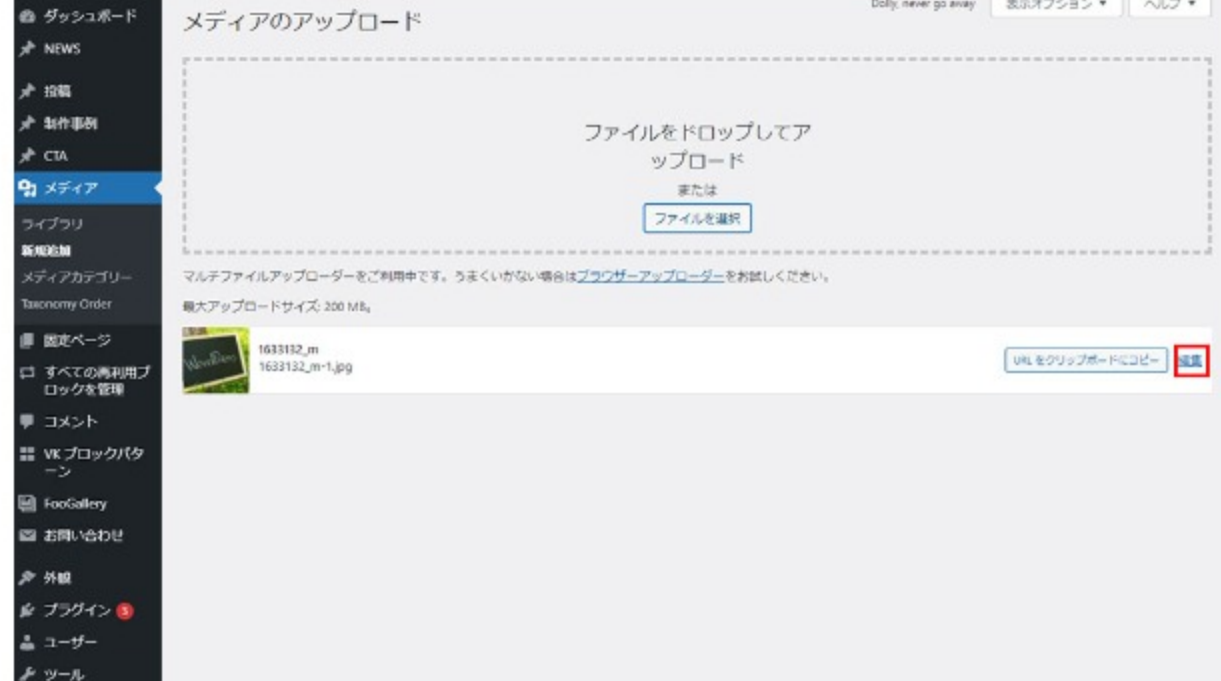 ダッシュボード
NEWS
投稿
制作事例
CTA
メディア
ライブラリ
新規追加
メディアカテゴリー
Taxonomy Order
固定ページ
すべての再利用ブ
ロックを管理
コメント
VK ブロックパタ
ーン
FooGallery
お問い合わせ
外観
プラグイン 3
ユーザー
ツール
メディアのアップロード
Dolly, never go away
表示オプション ▼
ヘルプ ▼
ファイルをドロップしてア
ップロード
または
ファイルを選択
マルチファイルアップローダーをご利用中です。うまくいかない場合はブラウザーアップローダーをお試しください。
最大アップロードサイズ: 200 MB。
WordPress
1633132_m
1633132_m-1.jpg
URL をクリップボードにコピー
編集